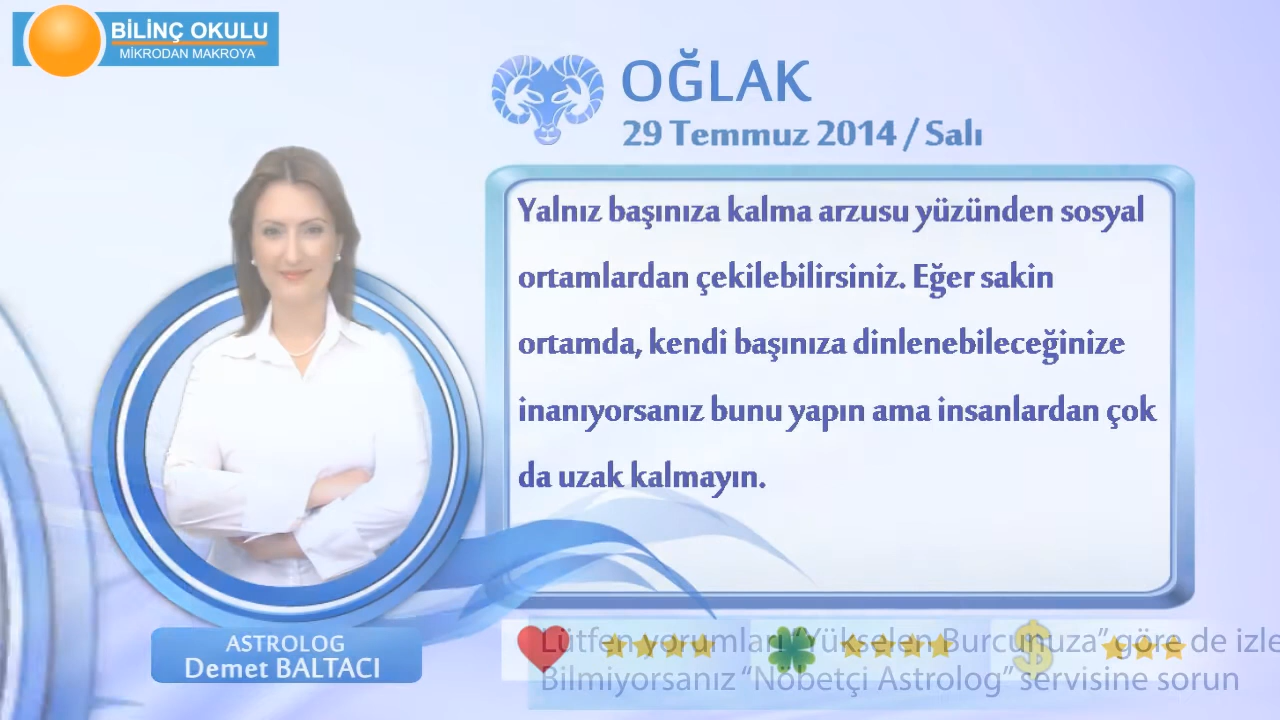 BİLİNÇ OKULU
MİKRODAN MAKROYA
OĞLAK
29 Temmuz 2014 / Salı
Yalnız başınıza kalma arzusu yüzünden sosyal
ortamlardan çekilebilirsiniz. Eğer sakin
ortamda, kendi başınıza dinlenebileceğinize
inanıyorsanız bunu yapın ama insanlardan çok
da uzak kalmayın.
ASTROLOG
Demet BALTACI
Lütfen yorumları “Yükselen Burcunuza” göre de izle
Bilmiyorsanız “Nöbetçi Astrolog” servisine sorun